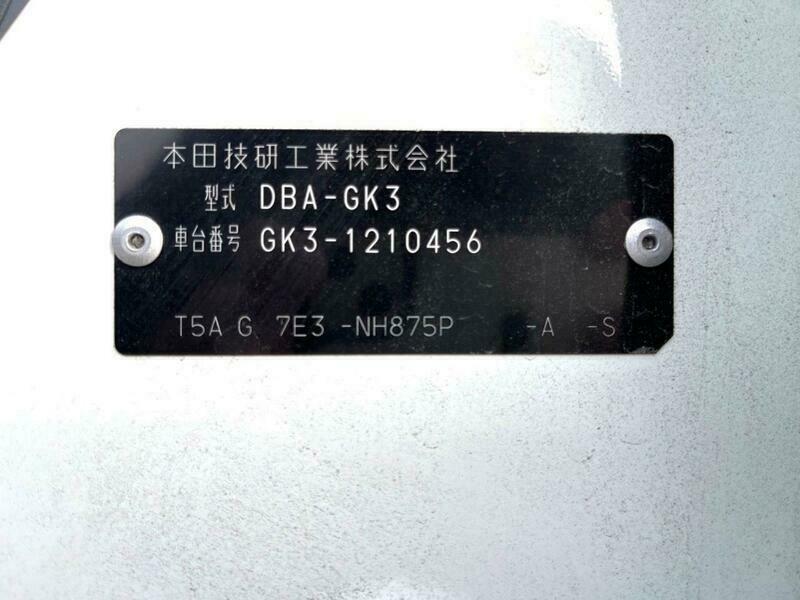 本田技研工業株式会社
型式 DBA-GK3
車台番号 GK3-1210456
T5A G 7E3 -NH875P -A -S